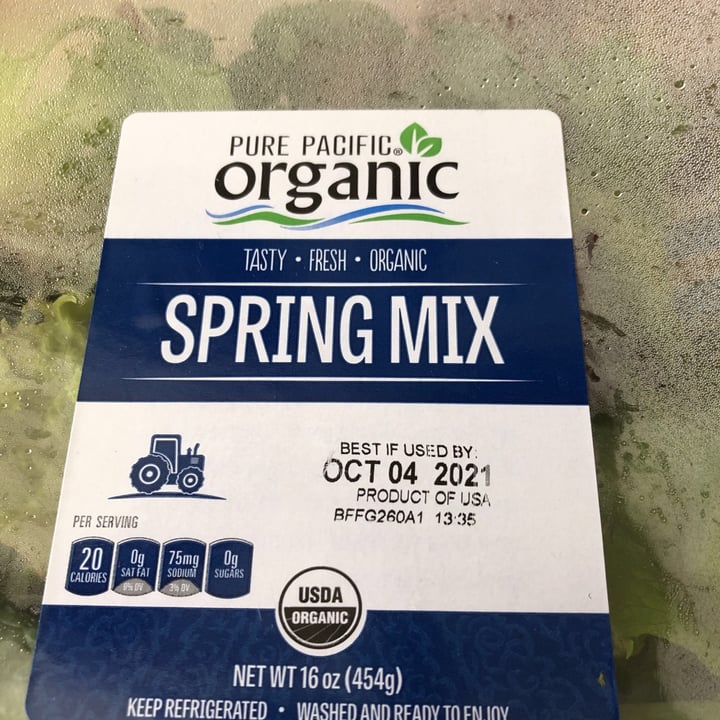 PURE PACIFIC®
organic
TASTY • FRESH • ORGANIC
SPRING MIX
BEST IF USED BY:
OCT 04 2021
PRODUCT OF USA
BFFG260A1 13:35
PER SERVING
20 CALORIES
0g SAT FAT 0% DV
75mg SODIUM 3% DV
0g SUGARS
USDA
ORGANIC
NET WT 16 oz (454g)
KEEP REFRIGERATED • WASHED AND READY TO ENJOY